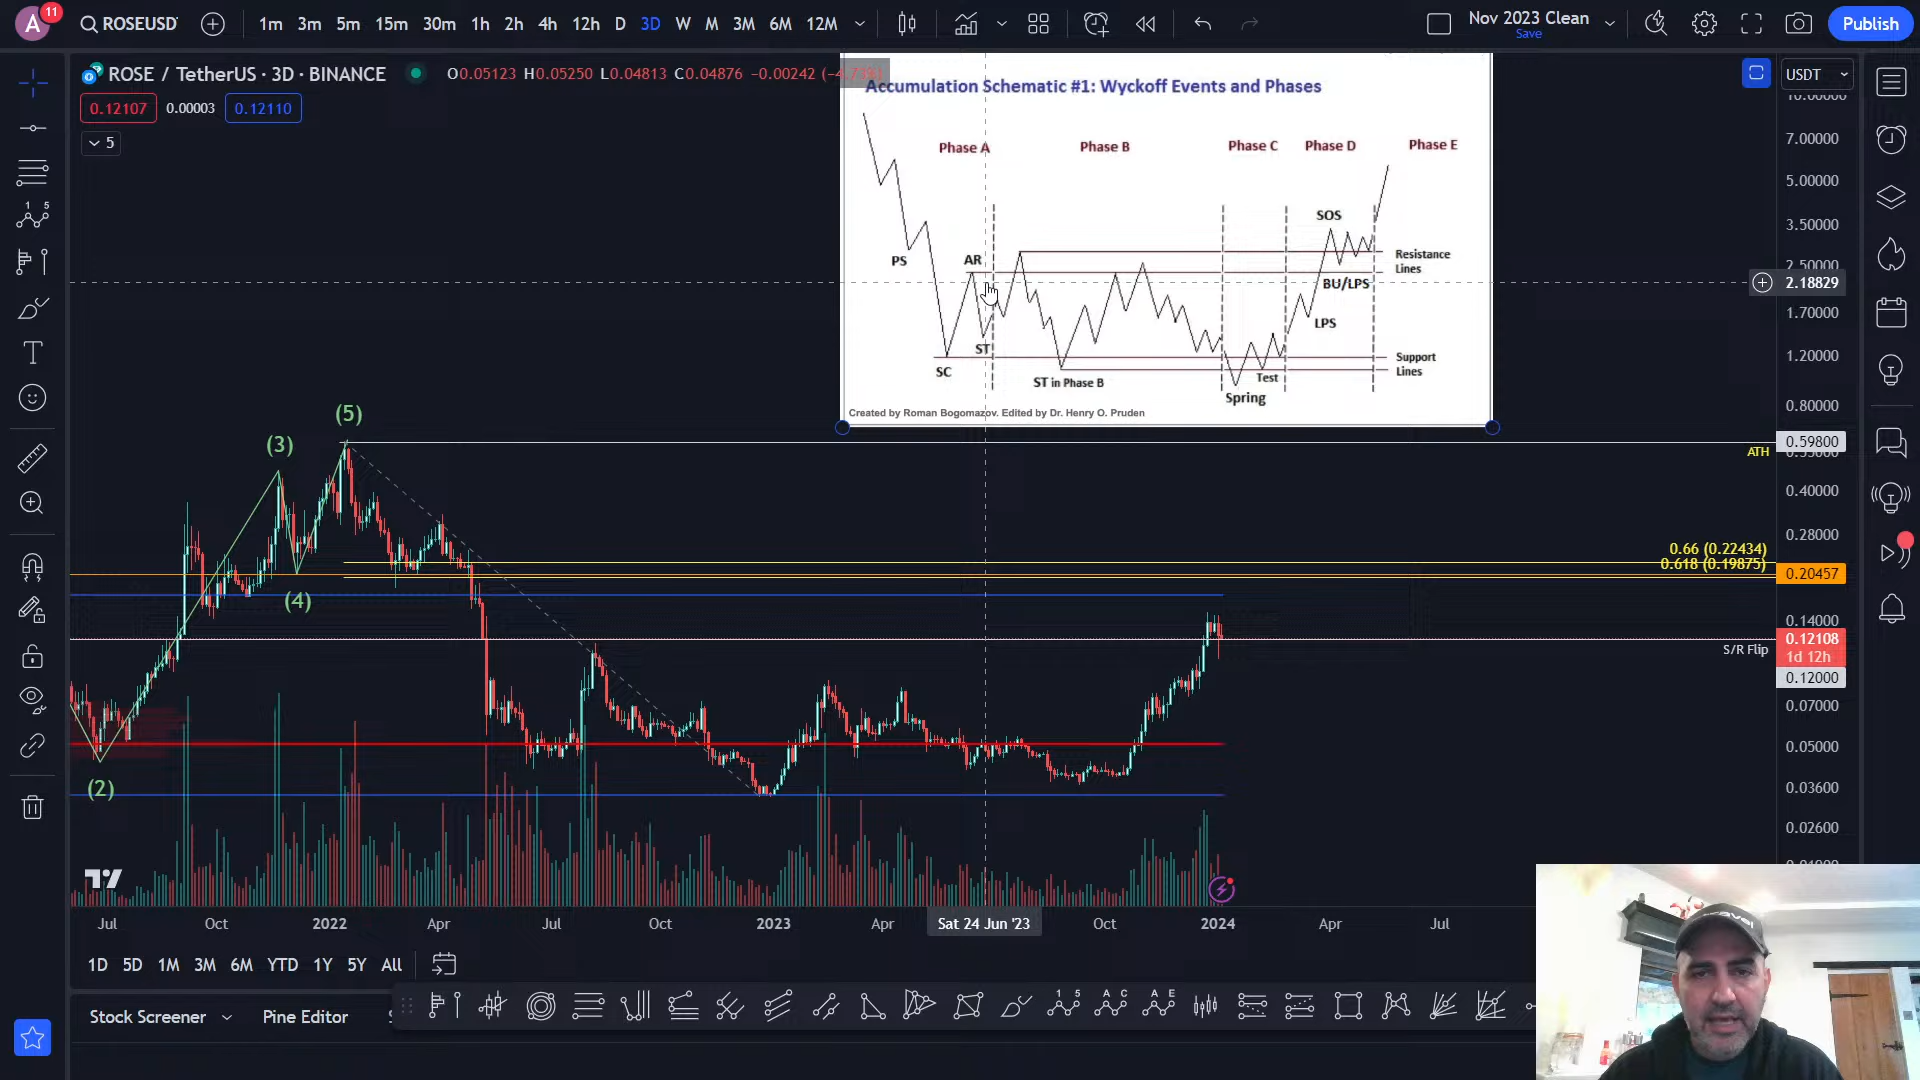 A
11
ROSEUSD
1m 3m 5m 15m 30m 1h 2h 4h 12h D 3D W M 3M 6M 12M
Nov 2023 Clean
Save
Publish
ROSE / TetherUS · 3D · BINANCE
O0.05123 H0.05250 L0.04813 C0.04876 -0.00242
0.12107 0.00003 0.12110
5
USDT
Accumulation Schematic #1: Wyckoff Events and Phases
Phase A Phase B Phase C Phase D Phase E
PS
AR
SC
ST
ST in Phase B
Spring
Test
LPS
SOS
BU/LPS
Resistance
Lines
Support
Lines
Created by Roman Bogomazov. Edited by Dr. Henry O. Pruden
7.00000
5.00000
3.50000
2.50000
2.18829
1.70000
1.20000
0.80000
0.59800
ATH
0.40000
0.28000
0.66 (0.22434)
0.618 (0.19875)
0.20457
0.14000
0.12108
1d 12h
S/R Flip
0.12000
0.07000
0.05000
0.03600
0.02600
(5)
(3)
(4)
(2)
Jul Oct 2022 Apr Jul Oct 2023 Apr Sat 24 Jun '23 Oct 2024 Apr Jul
1D 5D 1M 3M 6M YTD 1Y 5Y All
Stock Screener Pine Editor